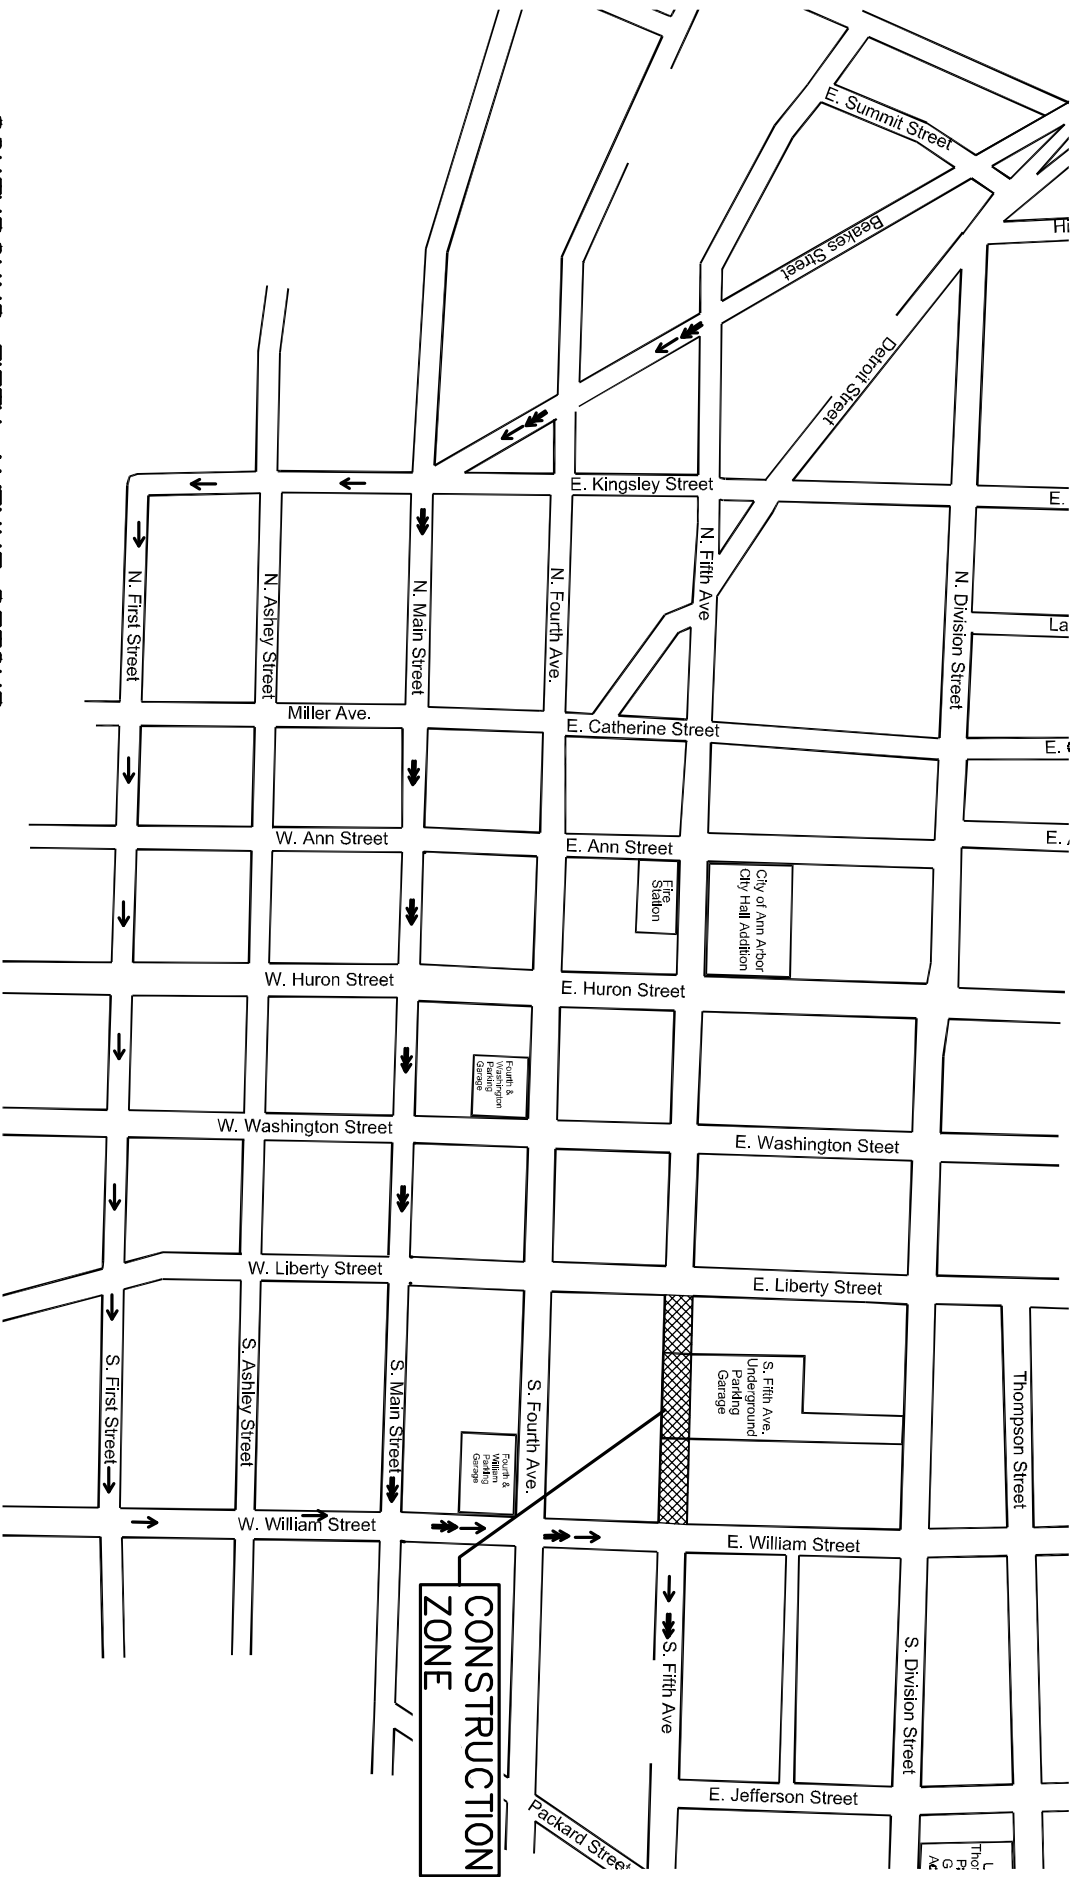 E. Summit Street
Beakes Street
Detroit Street
E. Kingsley Street
N. First Street
N. Ashey Street
N. Main Street
N. Fourth Ave.
N. Fifth Ave
N. Division Street
Miller Ave.
E. Catherine Street
W. Ann Street
E. Ann Street
Fire
Station
City of Ann Arbor
City Hall Addition
W. Huron Street
E. Huron Street
Fourth &
Washington
Parking
Garage
W. Washington Street
E. Washington Steet
W. Liberty Street
E. Liberty Street
S. First Street
S. Ashley Street
S. Main Street
S. Fourth Ave.
S. Fifth Ave.
Underground
Parking
Garage
Thompson Street
Fourth &
William
Parking
Garage
W. William Street
E. William Street
CONSTRUCTION
ZONE
S. Fifth Ave
S. Division Street
E. Jefferson Street
Packard Street